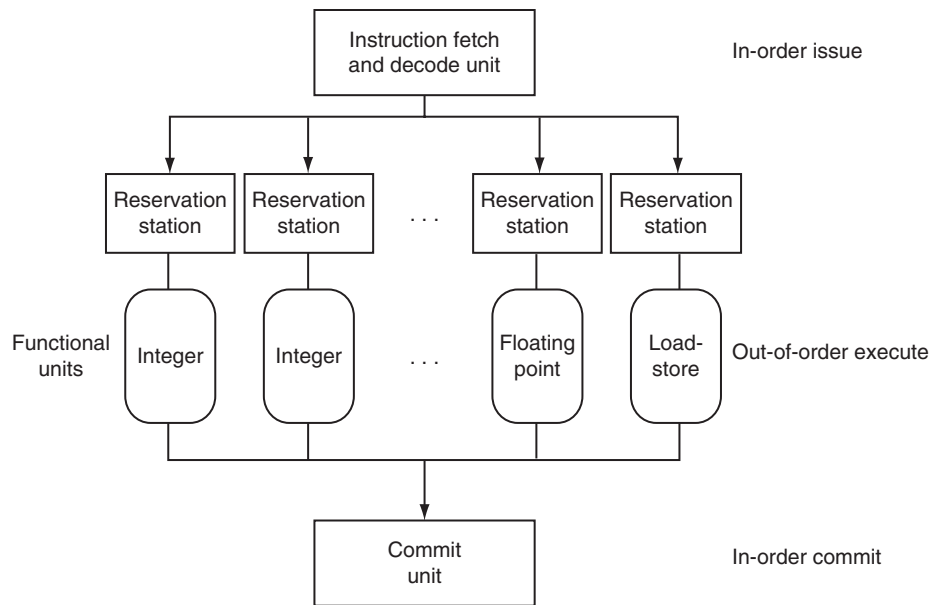 Instruction fetch
and decode unit
In-order issue
Reservation
station
Reservation
station
. . .
Reservation
station
Reservation
station
Functional
units
Integer
Integer
. . .
Floating
point
Load-
store
Out-of-order execute
Commit
unit
In-order commit